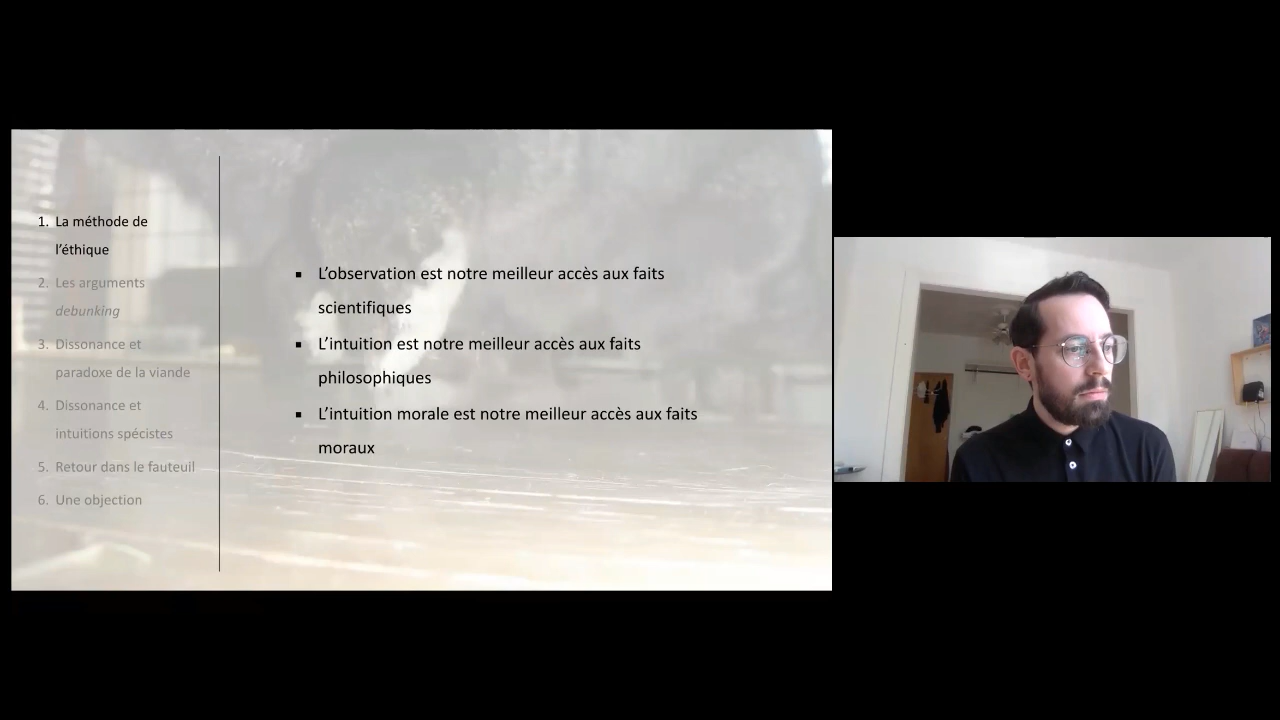 1. La méthode de
l’éthique
2. Les arguments
debunking
3. Dissonance et
paradoxe de la viande
4. Dissonance et
intuitions spécistes
5. Retour dans le fauteuil
6. Une objection
▪ L’observation est notre meilleur accès aux faits
scientifiques
▪ L’intuition est notre meilleur accès aux faits
philosophiques
▪ L’intuition morale est notre meilleur accès aux faits
moraux